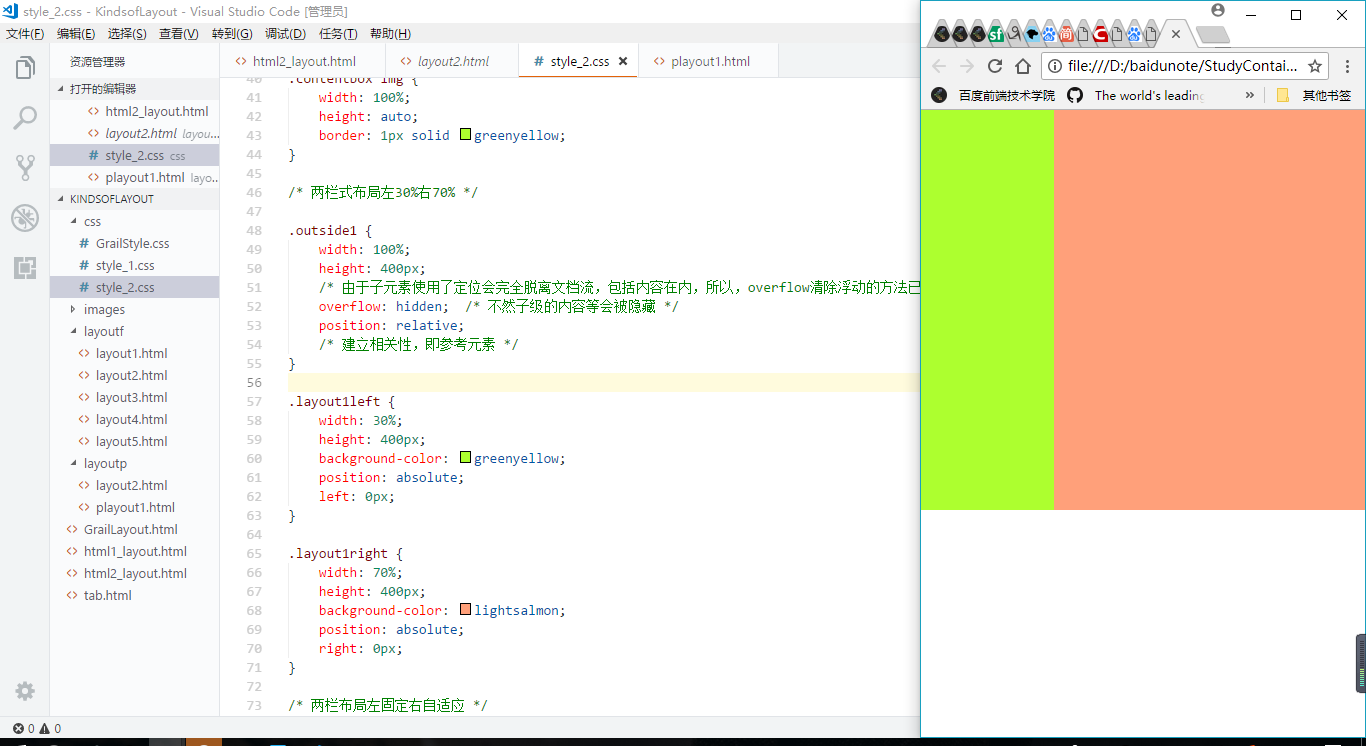 style_2.css - KindsofLayout - Visual Studio Code [管理员]
文件(F) 编辑(E) 选择(S) 查看(V) 转到(G) 调试(D) 任务(T) 帮助(H)
资源管理器
打开的编辑器
html2_layout.html
layout2.html layou...
style_2.css css
playout1.html layo...
KINDSOFLAYOUT
css
GrailStyle.css
style_1.css
style_2.css
images
layoutf
layout1.html
layout2.html
layout3.html
layout4.html
layout5.html
layoutp
layout2.html
playout1.html
GrailLayout.html
html1_layout.html
html2_layout.html
tab.html
0 0
html2_layout.html layout2.html style_2.css playout1.html
40 .contentbox img {
41 width: 100%;
42 height: auto;
43 border: 1px solid greenyellow;
44 }
45
46 /* 两栏式布局左30%右70% */
47
48 .outside1 {
49 width: 100%;
50 height: 400px;
51 /* 由于子元素使用了定位会完全脱离文档流，包括内容在内，所以，overflow清除浮动的方法已
52 overflow: hidden; /* 不然子级的内容等会被隐藏 */
53 position: relative;
54 /* 建立相关性，即参考元素 */
55 }
56
57 .layout1left {
58 width: 30%;
59 height: 400px;
60 background-color: greenyellow;
61 position: absolute;
62 left: 0px;
63 }
64
65 .layout1right {
66 width: 70%;
67 height: 400px;
68 background-color: lightsalmon;
69 position: absolute;
70 right: 0px;
71 }
72
73 /* 两栏布局左固定右自适应 */
file:///D:/baidunote/StudyContai...
百度前端技术学院 The world's leading » 其他书签